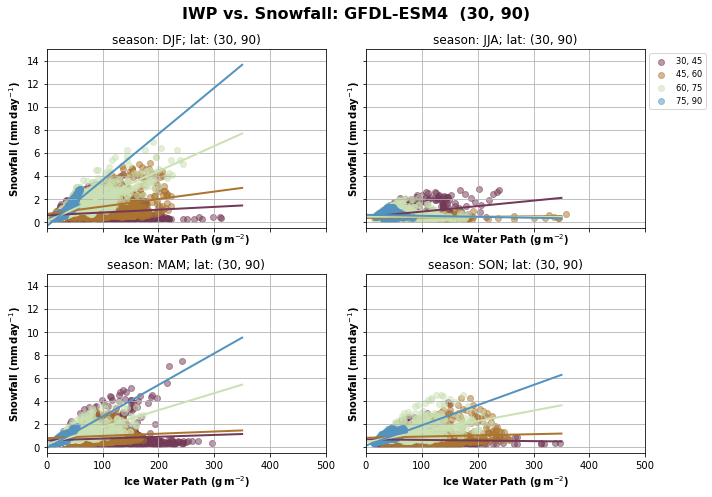 IWP vs. Snowfall: GFDL-ESM4 (30, 90)
season: DJF; lat: (30, 90)
14
12
10
8
6
4
2
0
Snowfall (mm day⁻¹)
Ice Water Path (g m⁻²)
season: JJA; lat: (30, 90)
Snowfall (mm day⁻¹)
Ice Water Path (g m⁻²)
30, 45
45, 60
60, 75
75, 90
season: MAM; lat: (30, 90)
14
12
10
8
6
4
2
0
Snowfall (mm day⁻¹)
0 100 200 300 400 500
Ice Water Path (g m⁻²)
season: SON; lat: (30, 90)
Snowfall (mm day⁻¹)
0 100 200 300 400 500
Ice Water Path (g m⁻²)